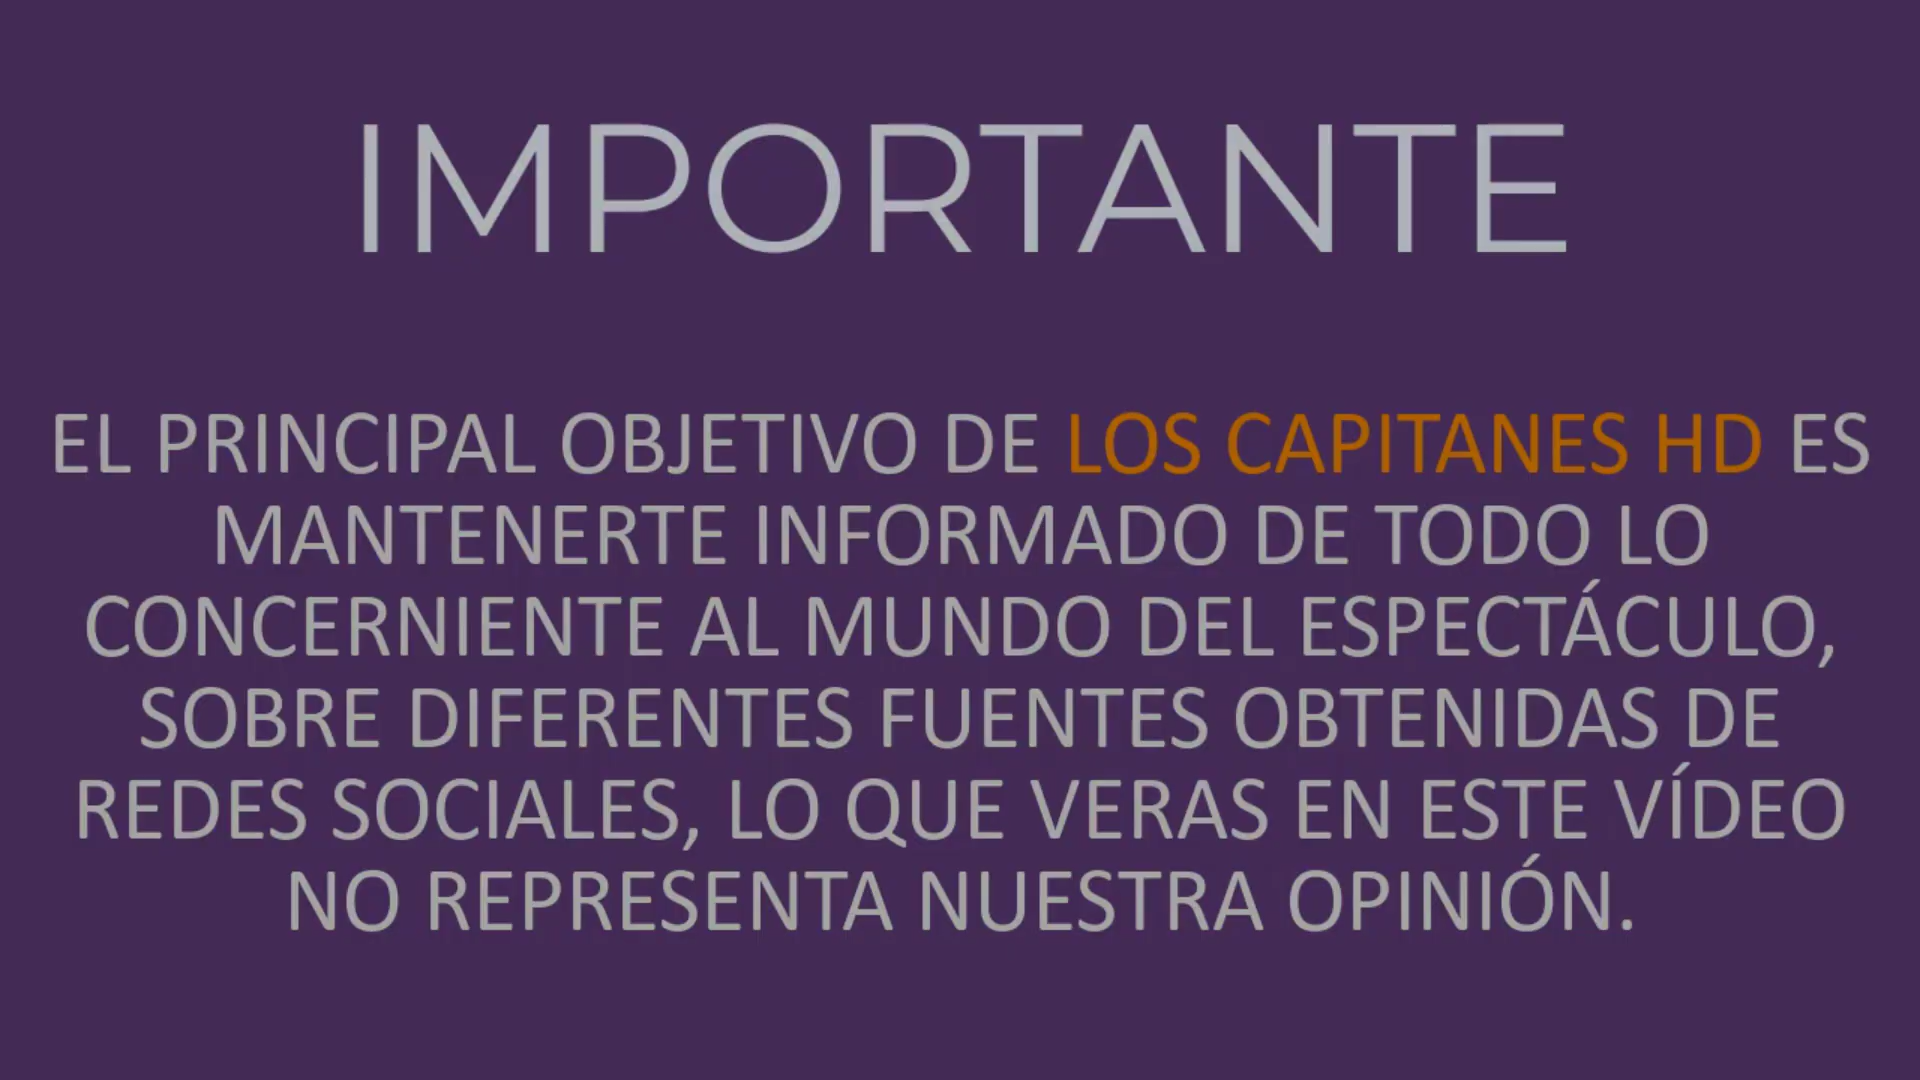 IMPORTANTE
EL PRINCIPAL OBJETIVO DE LOS CAPITANES HD ES
MANTENERTE INFORMADO DE TODO LO
CONCERNIENTE AL MUNDO DEL ESPECTÁCULO,
SOBRE DIFERENTES FUENTES OBTENIDAS DE
REDES SOCIALES, LO QUE VERAS EN ESTE VÍDEO
NO REPRESENTA NUESTRA OPINIÓN.